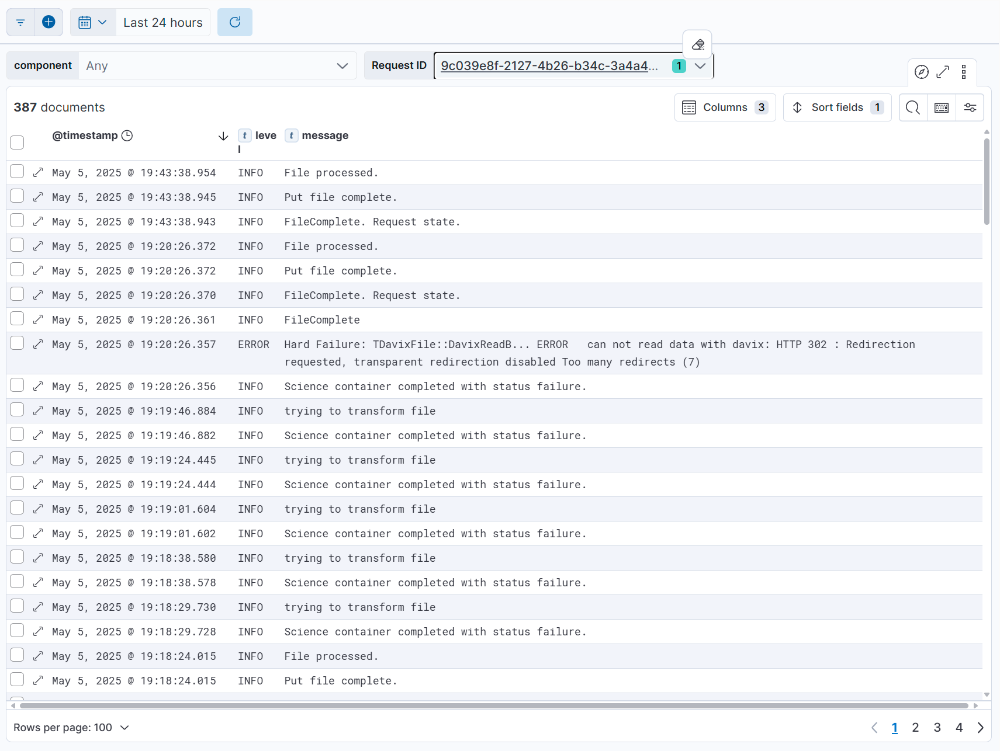 Last 24 hours
component Any Request ID 9c039e8f-2127-4b26-b34c-3a4a4... 1
387 documents Columns 3 Sort fields 1
@timestamp t level t message
May 5, 2025 @ 19:43:38.954 INFO File processed.
May 5, 2025 @ 19:43:38.945 INFO Put file complete.
May 5, 2025 @ 19:43:38.943 INFO FileComplete. Request state.
May 5, 2025 @ 19:20:26.372 INFO File processed.
May 5, 2025 @ 19:20:26.372 INFO Put file complete.
May 5, 2025 @ 19:20:26.370 INFO FileComplete. Request state.
May 5, 2025 @ 19:20:26.361 INFO FileComplete
May 5, 2025 @ 19:20:26.357 ERROR Hard Failure: TDavixFile::DavixReadB... ERROR can not read data with davix: HTTP 302 : Redirection
requested, transparent redirection disabled Too many redirects (7)
May 5, 2025 @ 19:20:26.356 INFO Science container completed with status failure.
May 5, 2025 @ 19:19:46.884 INFO trying to transform file
May 5, 2025 @ 19:19:46.882 INFO Science container completed with status failure.
May 5, 2025 @ 19:19:24.445 INFO trying to transform file
May 5, 2025 @ 19:19:24.444 INFO Science container completed with status failure.
May 5, 2025 @ 19:19:01.604 INFO trying to transform file
May 5, 2025 @ 19:19:01.602 INFO Science container completed with status failure.
May 5, 2025 @ 19:18:38.580 INFO trying to transform file
May 5, 2025 @ 19:18:38.578 INFO Science container completed with status failure.
May 5, 2025 @ 19:18:29.730 INFO trying to transform file
May 5, 2025 @ 19:18:29.728 INFO Science container completed with status failure.
May 5, 2025 @ 19:18:24.015 INFO File processed.
May 5, 2025 @ 19:18:24.015 INFO Put file complete.
Rows per page: 100 1 2 3 4